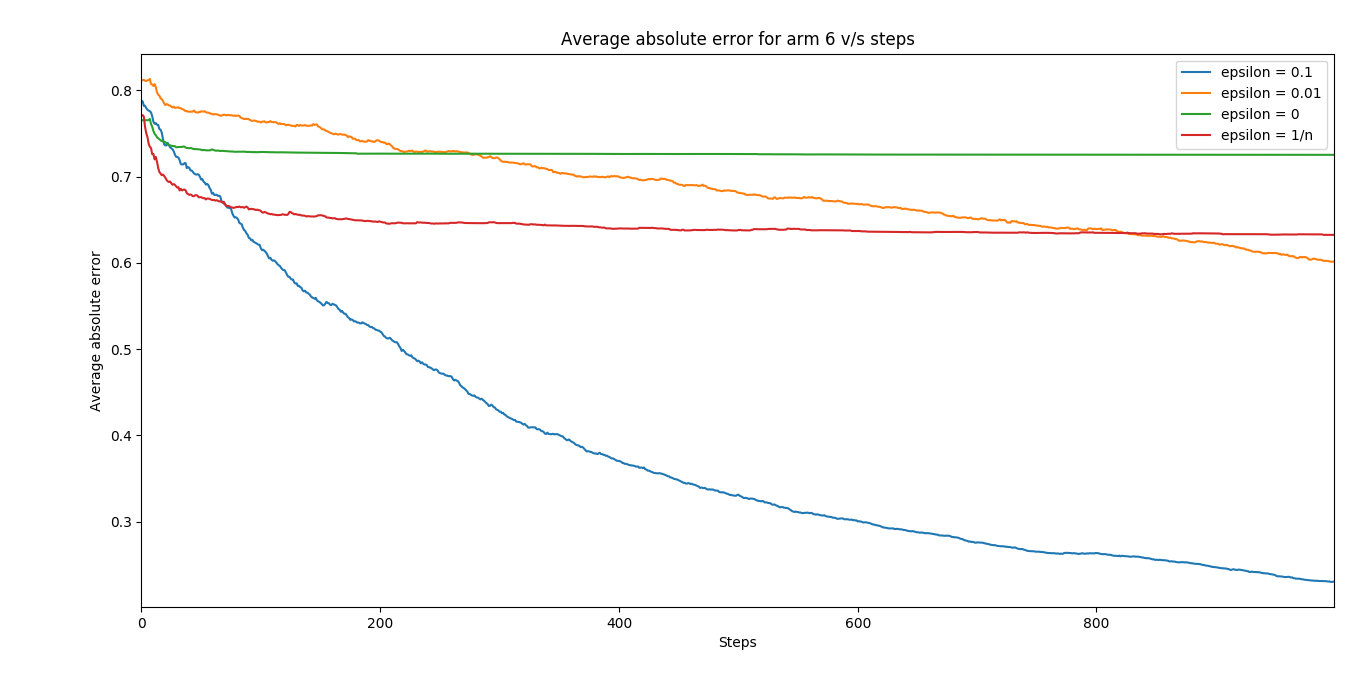 Average absolute error for arm 6 v/s steps
epsilon = 0.1
epsilon = 0.01
epsilon = 0
epsilon = 1/n
Average absolute error
0.8
0.7
0.6
0.5
0.4
0.3
0
200
400
600
800
Steps